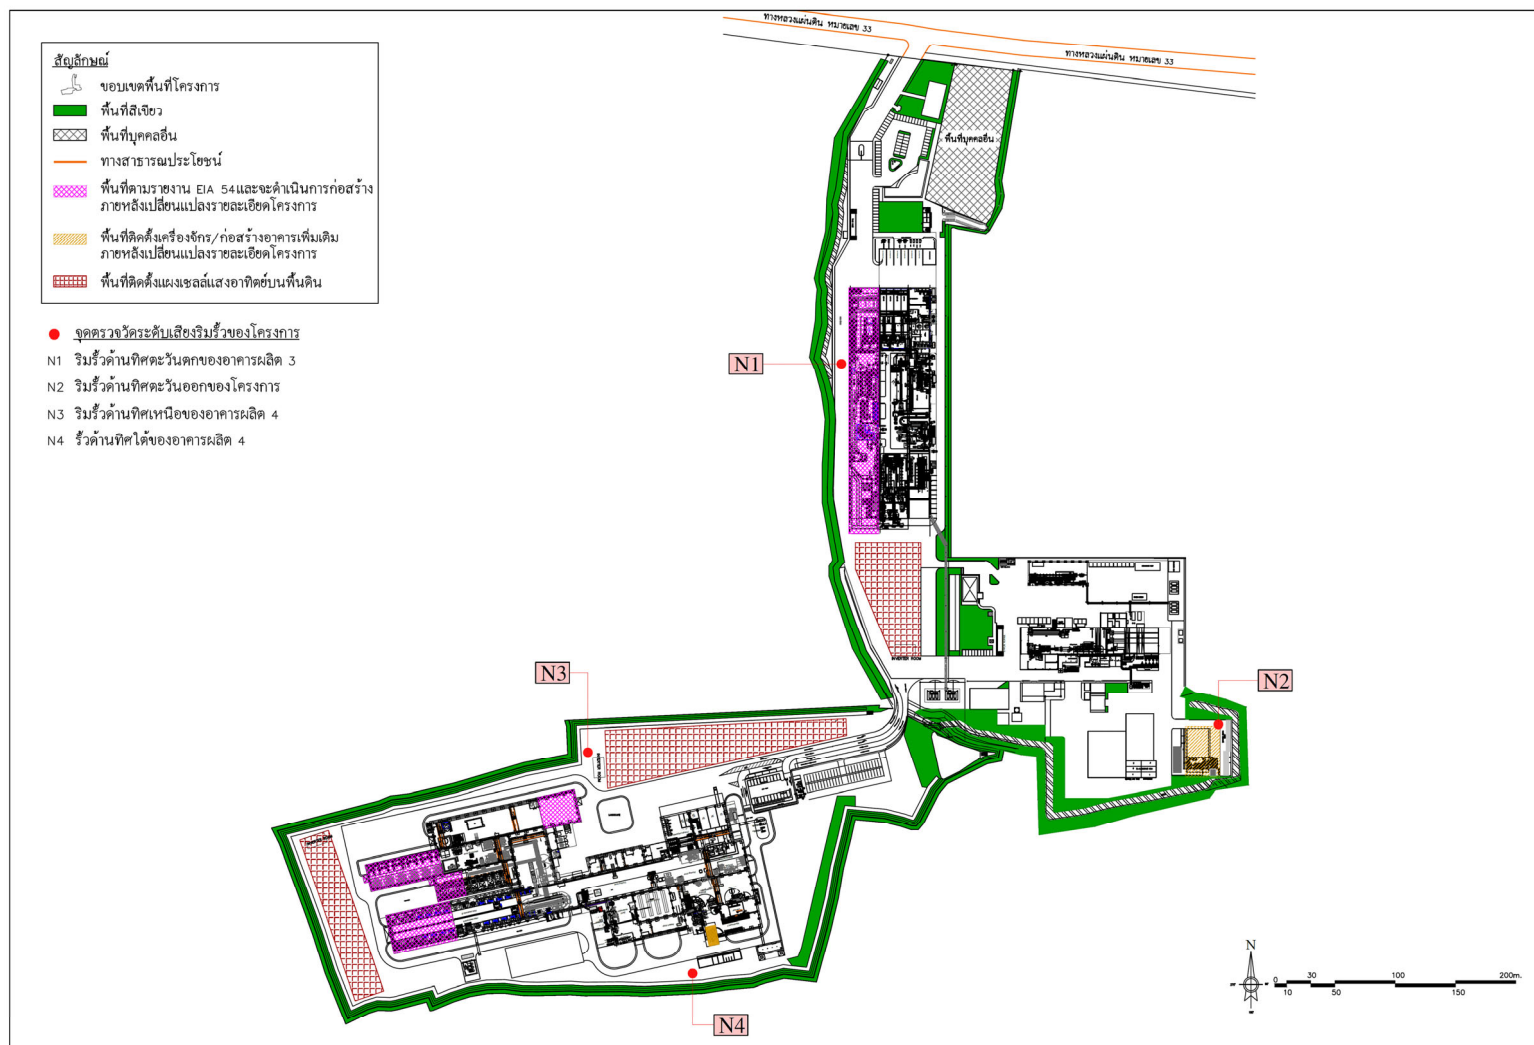 ทางหลวงแผ่นดิน หมายเลข 33
ทางหลวงแผ่นดิน หมายเลข 33
สัญลักษณ์
ขอบเขตพื้นที่โครงการ
พื้นที่สีเขียว
พื้นที่บุคคลอื่น
ทางสาธารณประโยชน์
พื้นที่ตามรายงาน EIA 54และจะดำเนินการก่อสร้าง
ภายหลังเปลี่ยนแปลงรายละเอียดโครงการ
พื้นที่ติดตั้งเครื่องจักร/ก่อสร้างอาคารเพิ่มเติม
ภายหลังเปลี่ยนแปลงรายละเอียดโครงการ
พื้นที่ติดตั้งแผงเซลล์แสงอาทิตย์บนพื้นดิน
จุดตรวจวัดระดับเสียงริมรั้วของโครงการ
N1 ริมรั้วด้านทิศตะวันตกของอาคารผลิต 3
N2 ริมรั้วด้านทิศตะวันออกของโครงการ
N3 ริมรั้วด้านทิศเหนือของอาคารผลิต 4
N4 รั้วด้านทิศใต้ของอาคารผลิต 4
พื้นที่บุคคลอื่น
N1
INVERTER ROOM
N3
N2
INVERTER ROOM
INVERTER ROOM
N4
N
0 30 100 200m.
10 50 150